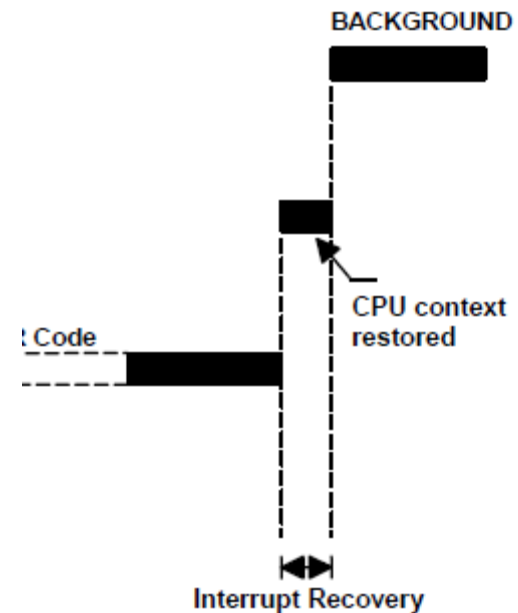 BACKGROUND
CPU context
restored
R Code
Interrupt Recovery